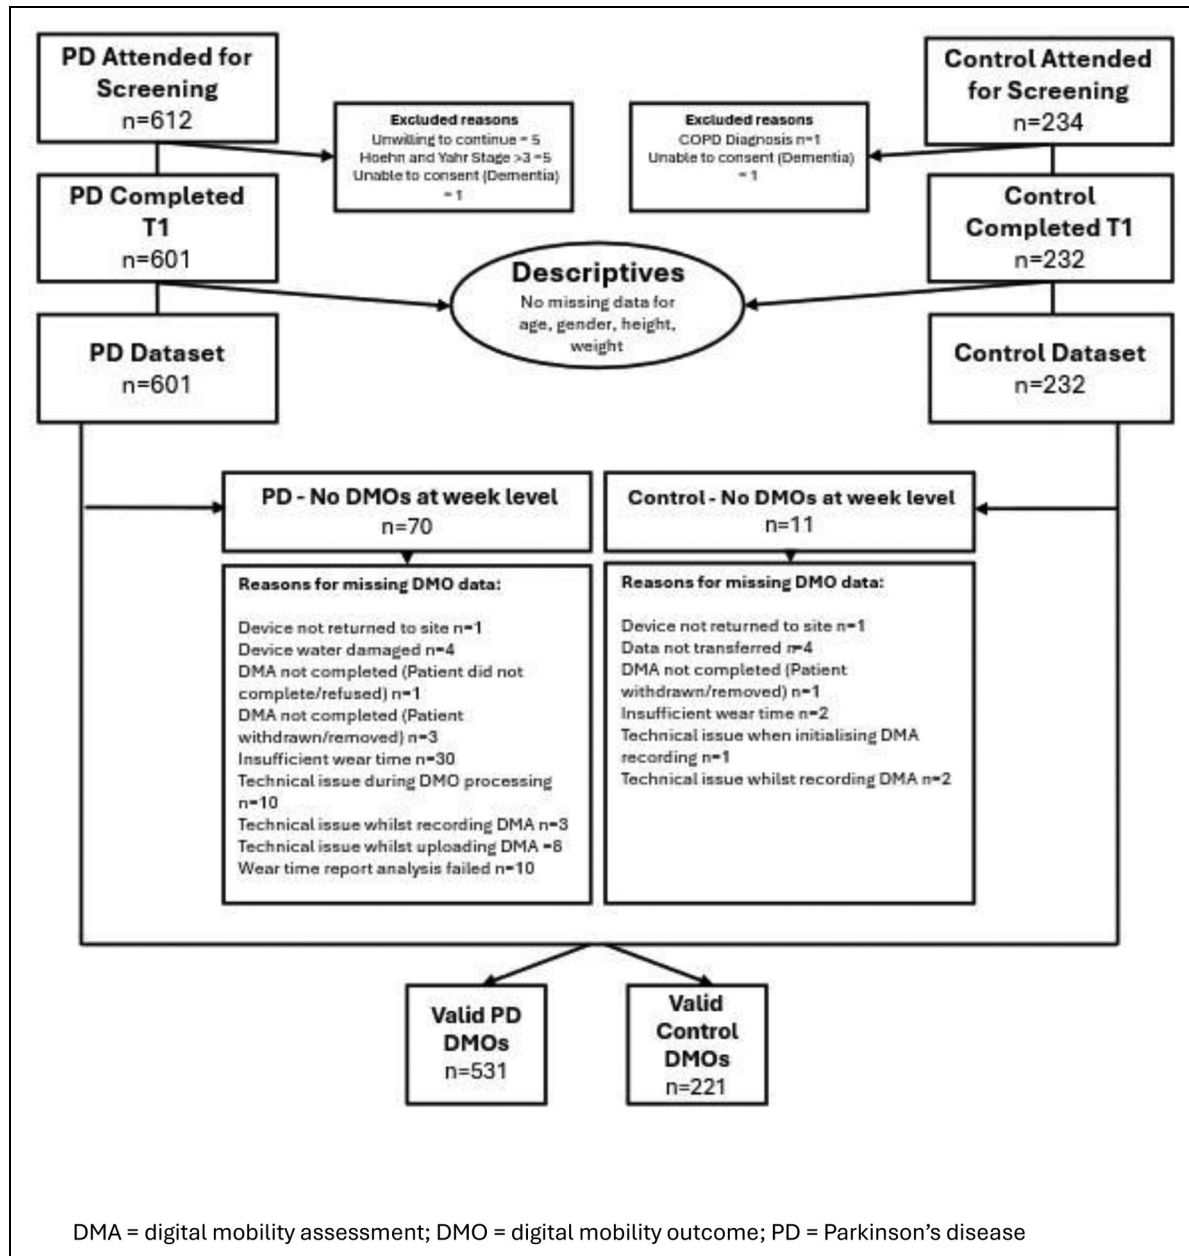 PD Attended for
Screening
n=612
Control Attended
for Screening
n=234
Excluded reasons
Unwilling to continue = 5
Hoehn and Yahr Stage >3 =5
Unable to consent (Dementia)
= 1
Excluded reasons
COPD Diagnosis n=1
Unable to consent (Dementia)
= 1
PD Completed
T1
n=601
Control
Completed T1
n=232
Descriptives
No missing data for
age, gender, height,
weight
PD Dataset
n=601
Control Dataset
n=232
PD - No DMOs at week level
n=70
Control - No DMOs at week level
n=11
Reasons for missing DMO data:
Device not returned to site n=1
Device water damaged n=4
DMA not completed (Patient did not
complete/refused) n=1
DMA not completed (Patient
withdrawn/removed) n=3
Insufficient wear time n=30
Technical issue during DMO processing
n=10
Technical issue whilst recording DMA n=3
Technical issue whilst uploading DMA =8
Wear time report analysis failed n=10
Reasons for missing DMO data:
Device not returned to site n=1
Data not transferred n=4
DMA not completed (Patient
withdrawn/removed) n=1
Insufficient wear time n=2
Technical issue when initialising DMA
recording n=1
Technical issue whilst recording DMA n=2
Valid PD
DMOs
n=531
Valid
Control
DMOs
n=221
DMA = digital mobility assessment; DMO = digital mobility outcome; PD = Parkinson’s disease